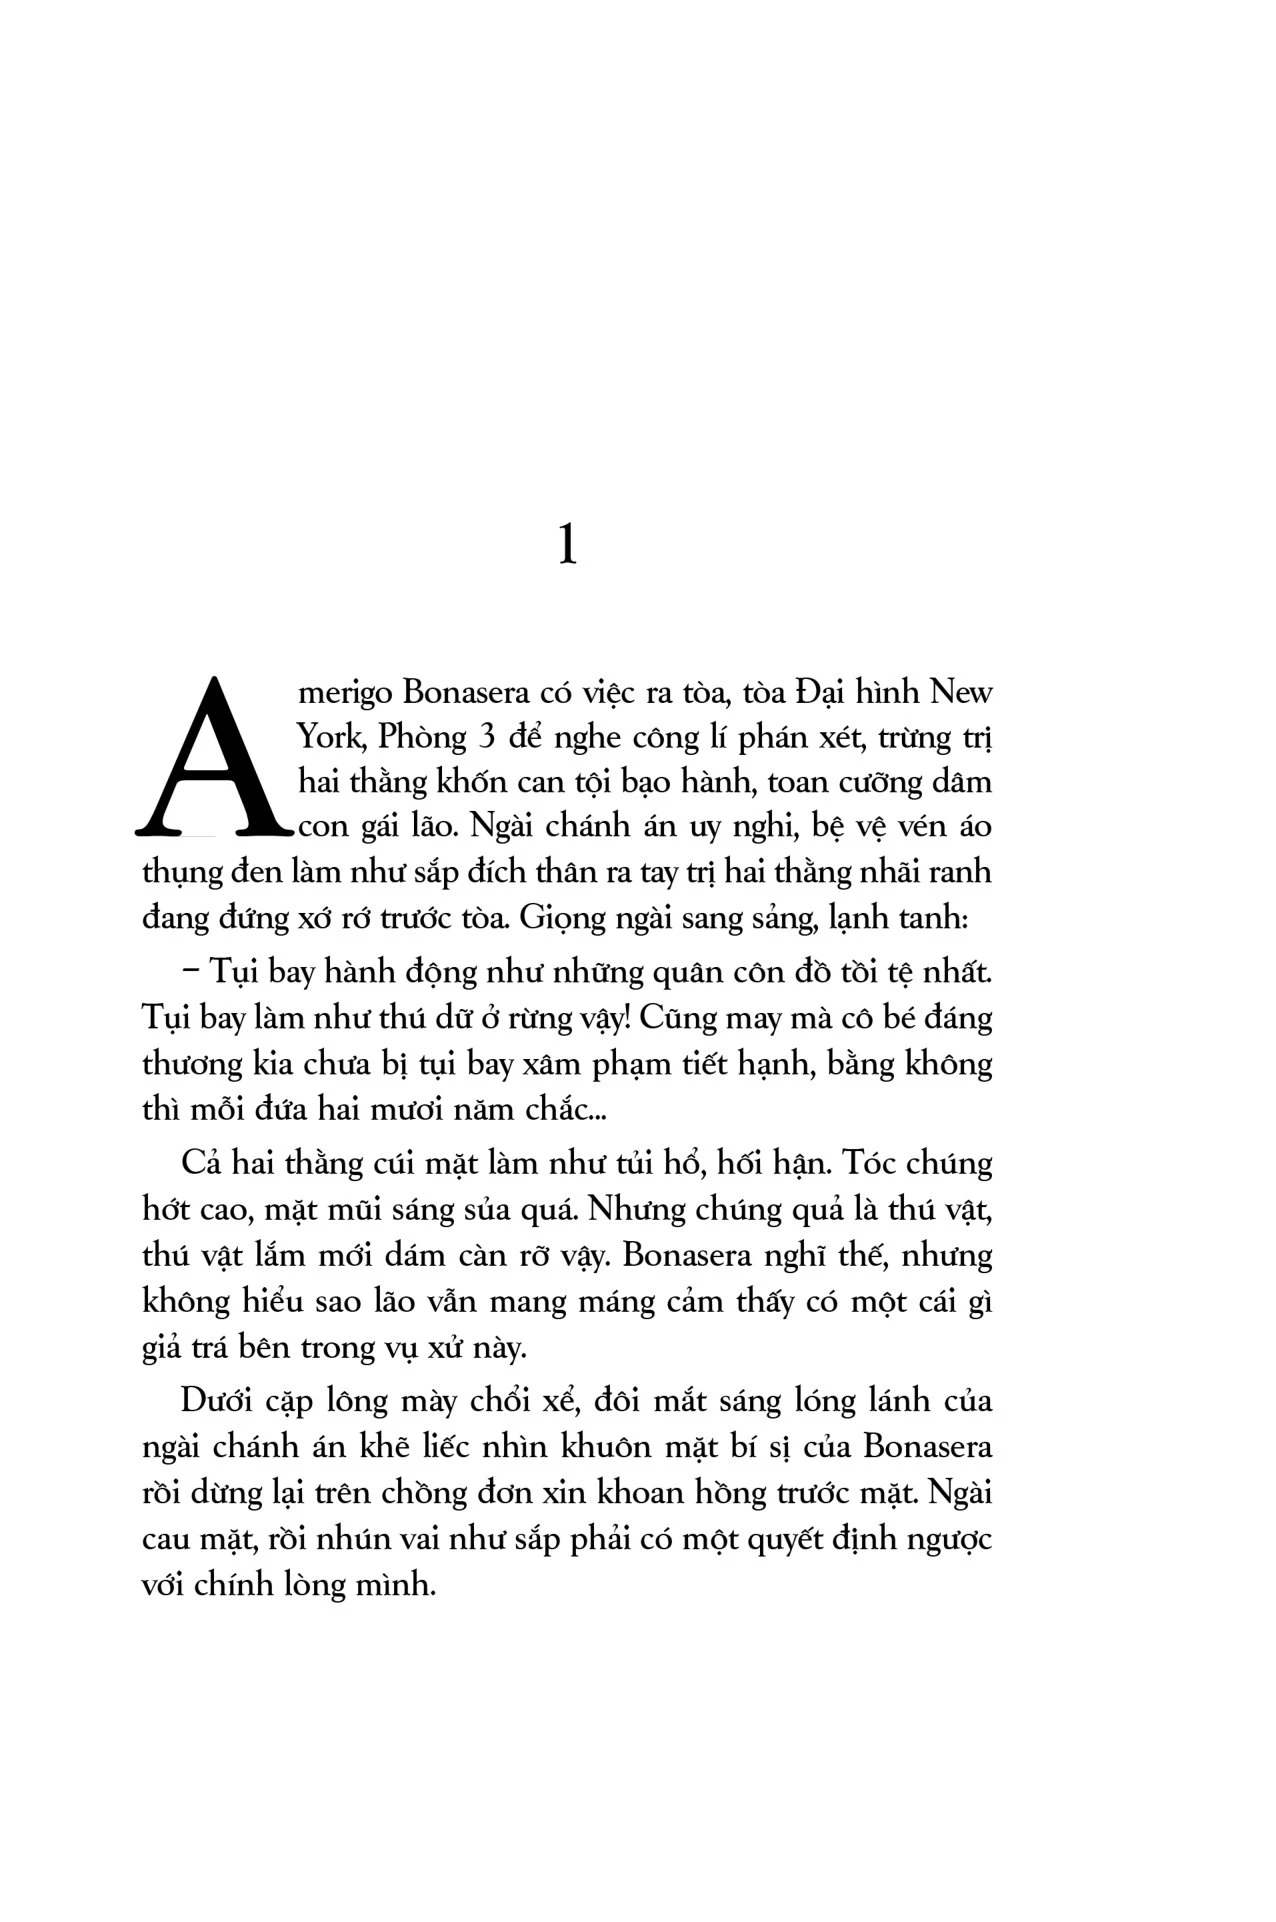 1
Amerigo Bonasera có việc ra tòa, tòa Đại hình New
York, Phòng 3 để nghe công lí phán xét, trừng trị
hai thằng khốn can tội bạo hành, toan cưỡng dâm
con gái lão. Ngài chánh án uy nghi, bệ vệ vén áo
thụng đen làm như sắp đích thân ra tay trị hai thằng nhãi ranh
đang đứng xớ rớ trước tòa. Giọng ngài sang sảng, lạnh tanh:
– Tụi bay hành động như những quân côn đồ tồi tệ nhất.
Tụi bay làm như thú dữ ở rừng vậy! Cũng may mà cô bé đáng
thương kia chưa bị tụi bay xâm phạm tiết hạnh, bằng không
thì mỗi đứa hai mươi năm chắc...
Cả hai thằng cúi mặt làm như tủi hổ, hối hận. Tóc chúng
hớt cao, mặt mũi sáng sủa quá. Nhưng chúng quả là thú vật,
thú vật lắm mới dám càn rỡ vậy. Bonasera nghĩ thế, nhưng
không hiểu sao lão vẫn mang máng cảm thấy có một cái gì
giả trá bên trong vụ xử này.
Dưới cặp lông mày chổi xể, đôi mắt sáng lóng lánh của
ngài chánh án khẽ liếc nhìn khuôn mặt bí sị của Bonasera
rồi dừng lại trên chồng đơn xin khoan hồng trước mặt. Ngài
cau mặt, rồi nhún vai như sắp phải có một quyết định ngược
với chính lòng mình.